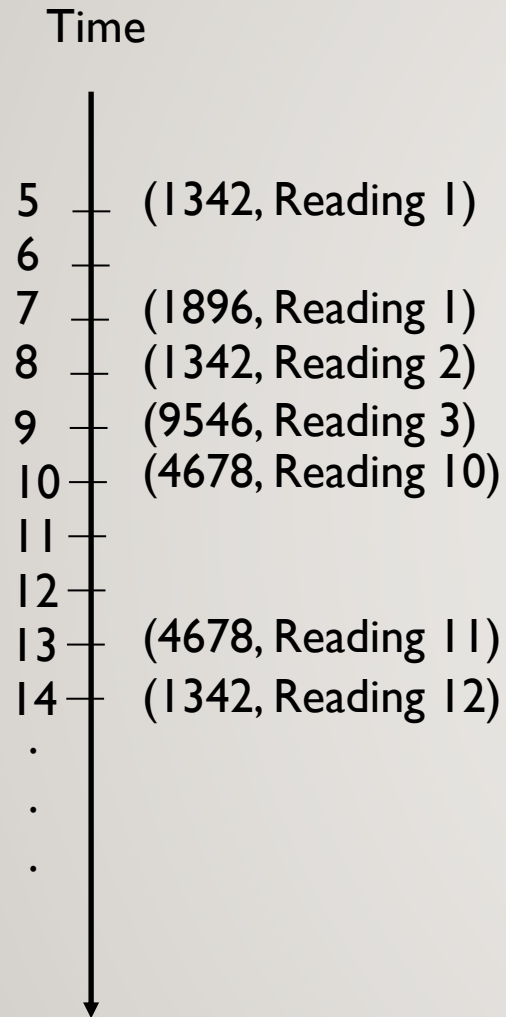 Time
5 (1342, Reading 1)
6
7 (1896, Reading 1)
8 (1342, Reading 2)
9 (9546, Reading 3)
10 (4678, Reading 10)
11
12
13 (4678, Reading 11)
14 (1342, Reading 12)
.
.
.